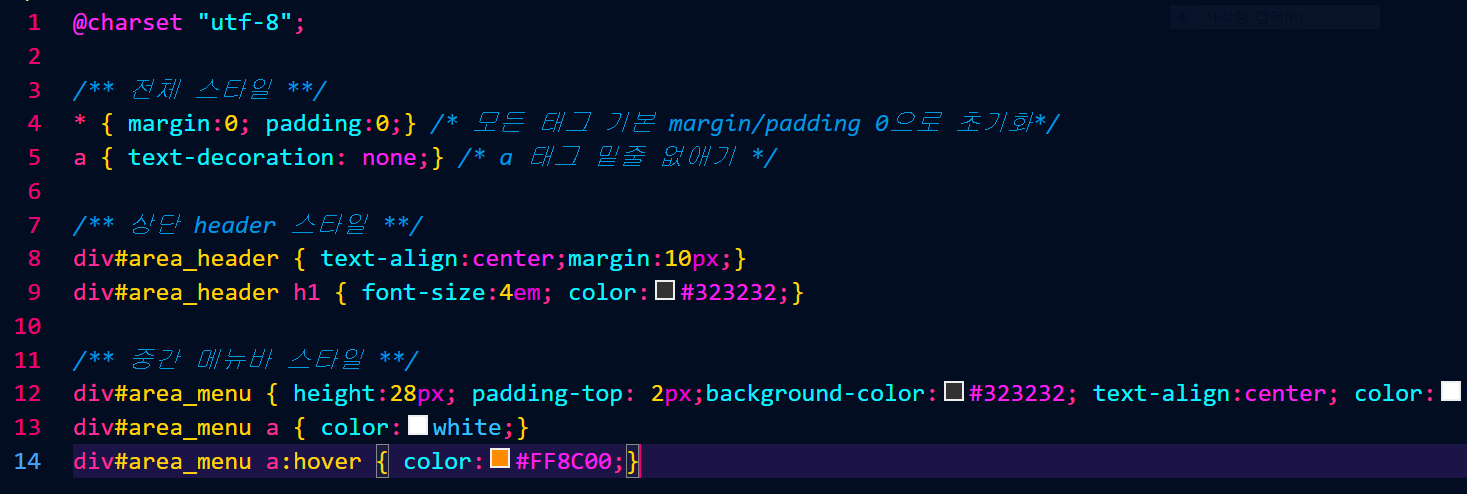 1 @charset "utf-8";
2
3 /** 전체 스타일 **/
4 * { margin:0; padding:0;} /* 모든 태그 기본 margin/padding 0으로 초기화*/
5 a { text-decoration: none;} /* a 태그 밑줄 없애기 */
6
7 /** 상단 header 스타일 **/
8 div#area_header { text-align:center;margin:10px;}
9 div#area_header h1 { font-size:4em; color:#323232;}
10
11 /** 중간 메뉴바 스타일 **/
12 div#area_menu { height:28px; padding-top: 2px;background-color:#323232; text-align:center; color:
13 div#area_menu a { color:white;}
14 div#area_menu a:hover { color:#FF8C00;}